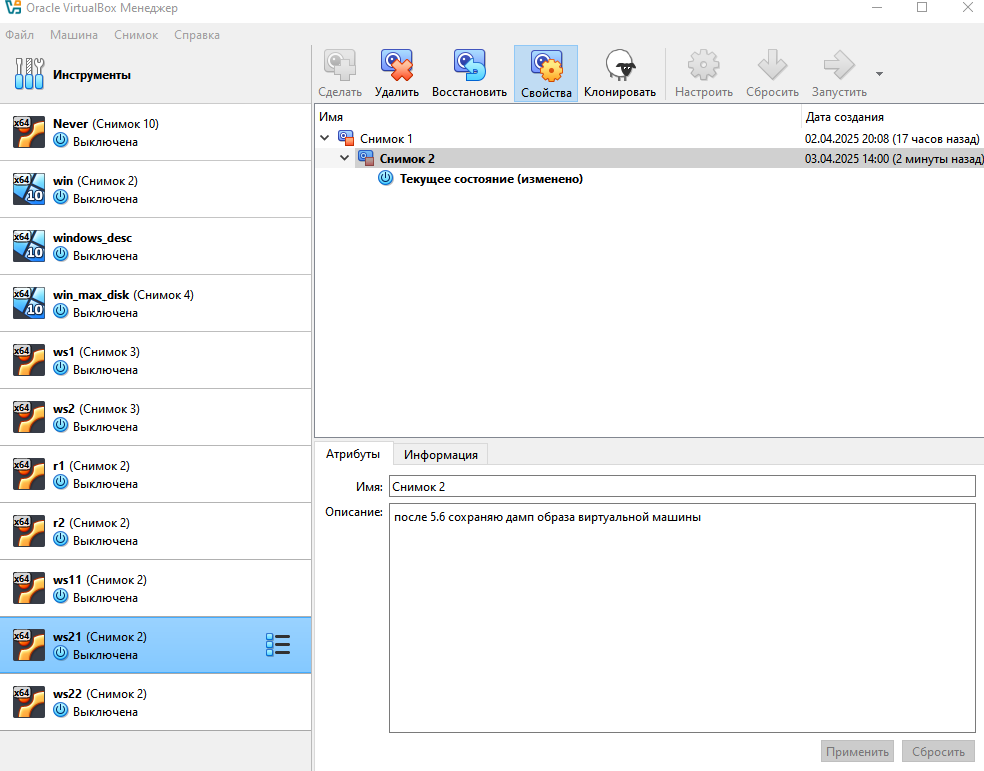 Oracle VirtualBox Менеджер
Файл Машина Снимок Справка
Инструменты
Сделать Удалить Восстановить Свойства Клонировать Настроить Сбросить Запустить
x64 Never (Снимок 10)
Выключена
x64 10 win (Снимок 2)
Выключена
x64 10 windows_desc
Выключена
x64 10 win_max_disk (Снимок 4)
Выключена
x64 ws1 (Снимок 3)
Выключена
x64 ws2 (Снимок 3)
Выключена
x64 r1 (Снимок 2)
Выключена
x64 r2 (Снимок 2)
Выключена
x64 ws11 (Снимок 2)
Выключена
x64 ws21 (Снимок 2)
Выключена
x64 ws22 (Снимок 2)
Выключена
Имя Дата создания
Снимок 1 02.04.2025 20:08 (17 часов назад)
Снимок 2 03.04.2025 14:00 (2 минуты назад)
Текущее состояние (изменено)
Атрибуты Информация
Имя: Снимок 2
Описание: после 5.6 сохраняю дамп образа виртуальной машины
Применить Сбросить